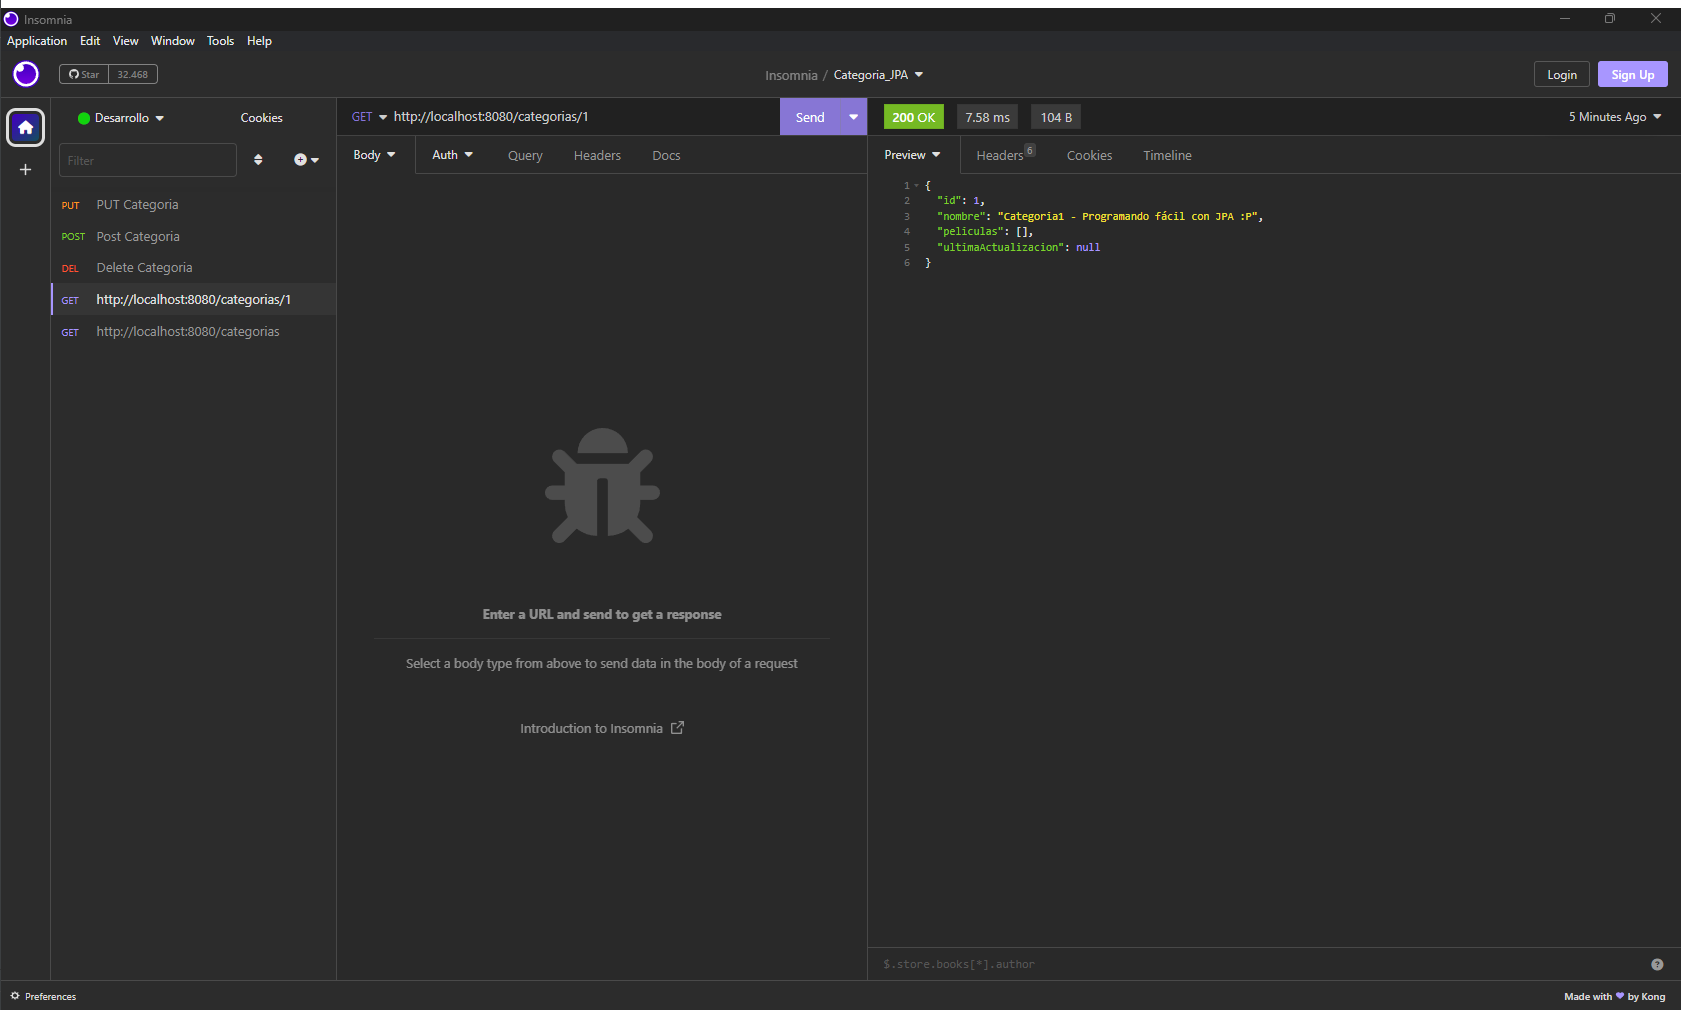 Insomnia
Application Edit View Window Tools Help
Star 32.468
Insomnia / Categoria_JPA
Login Sign Up
Desarrollo Cookies
Filter
PUT PUT Categoria
POST Post Categoria
DEL Delete Categoria
GET http://localhost:8080/categorias/1
GET http://localhost:8080/categorias
GET http://localhost:8080/categorias/1 Send
Body Auth Query Headers Docs
Enter a URL and send to get a response
Select a body type from above to send data in the body of a request
Introduction to Insomnia
200 OK 7.58 ms 104 B 5 Minutes Ago
Preview Headers 6 Cookies Timeline
1 {
2 "id": 1,
3 "nombre": "Categoria1 - Programando fácil con JPA :P",
4 "peliculas": [],
5 "ultimaActualizacion": null
6 }
$.store.books[*].author
Preferences
Made with ❤ by Kong